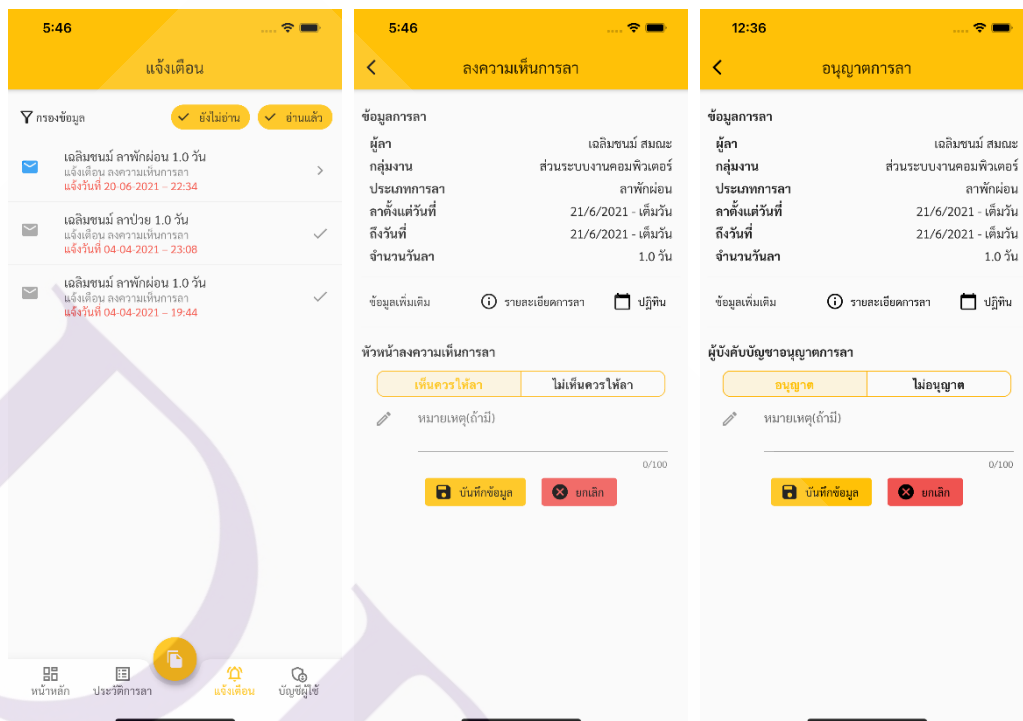 5:46
แจ้งเตือน
กรองข้อมูล
ยังไม่อ่าน
อ่านแล้ว
เฉลิมชนม์ ลาพักผ่อน 1.0 วัน
แจ้งเตือน ลงความเห็นการลา
แจ้งวันที่ 20-06-2021 – 22:34
เฉลิมชนม์ ลาป่วย 1.0 วัน
แจ้งเตือน ลงความเห็นการลา
แจ้งวันที่ 04-04-2021 – 23:08
เฉลิมชนม์ ลาพักผ่อน 1.0 วัน
แจ้งเตือน ลงความเห็นการลา
แจ้งวันที่ 04-04-2021 – 19:44
หน้าหลัก
ประวัติการลา
แจ้งเตือน
บัญชีผู้ใช้
5:46
ลงความเห็นการลา
ข้อมูลการลา
ผู้ลา เฉลิมชนม์ สมณะ
กลุ่มงาน ส่วนระบบงานคอมพิวเตอร์
ประเภทการลา ลาพักผ่อน
ลาตั้งแต่วันที่ 21/6/2021 - เต็มวัน
ถึงวันที่ 21/6/2021 - เต็มวัน
จำนวนวันลา 1.0 วัน
ข้อมูลเพิ่มเติม รายละเอียดการลา ปฏิทิน
หัวหน้าลงความเห็นการลา
เห็นควรให้ลา ไม่เห็นควรให้ลา
หมายเหตุ(ถ้ามี)
0/100
บันทึกข้อมูล ยกเลิก
12:36
อนุญาตการลา
ข้อมูลการลา
ผู้ลา เฉลิมชนม์ สมณะ
กลุ่มงาน ส่วนระบบงานคอมพิวเตอร์
ประเภทการลา ลาพักผ่อน
ลาตั้งแต่วันที่ 21/6/2021 - เต็มวัน
ถึงวันที่ 21/6/2021 - เต็มวัน
จำนวนวันลา 1.0 วัน
ข้อมูลเพิ่มเติม รายละเอียดการลา ปฏิทิน
ผู้บังคับบัญชาอนุญาตการลา
อนุญาต ไม่อนุญาต
หมายเหตุ(ถ้ามี)
0/100
บันทึกข้อมูล ยกเลิก